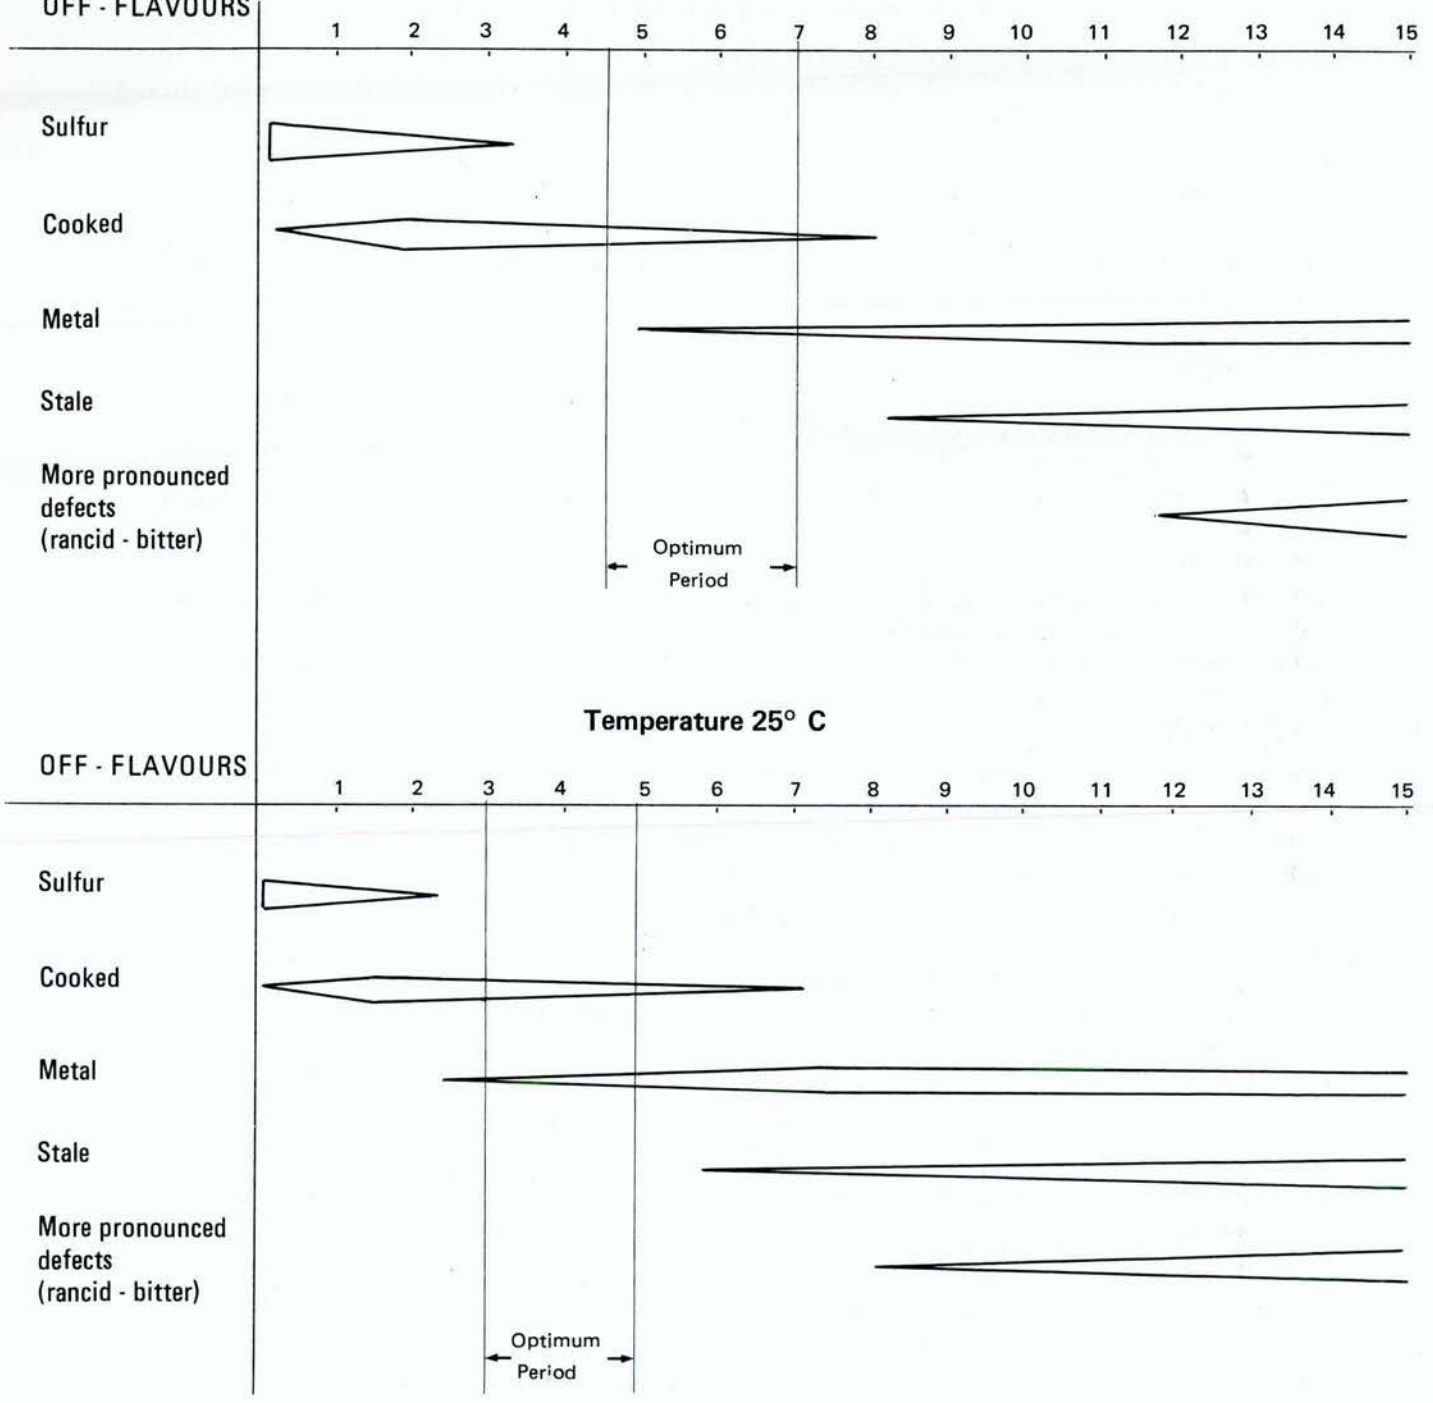 OFF - FLAVOURS
1 2 3 4 5 6 7 8 9 10 11 12 13 14 15
Sulfur
Cooked
Metal
Stale
More pronounced
defects
(rancid - bitter)
Optimum
Period
Temperature 25° C
OFF - FLAVOURS
1 2 3 4 5 6 7 8 9 10 11 12 13 14 15
Sulfur
Cooked
Metal
Stale
More pronounced
defects
(rancid - bitter)
Optimum
Period